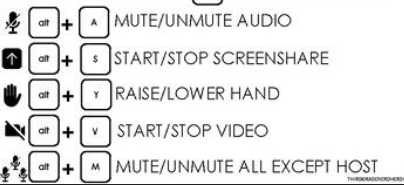 alt + A MUTE/UNMUTE AUDIO
alt + S START/STOP SCREENSHARE
alt + Y RAISE/LOWER HAND
alt + V START/STOP VIDEO
alt + M MUTE/UNMUTE ALL EXCEPT HOST